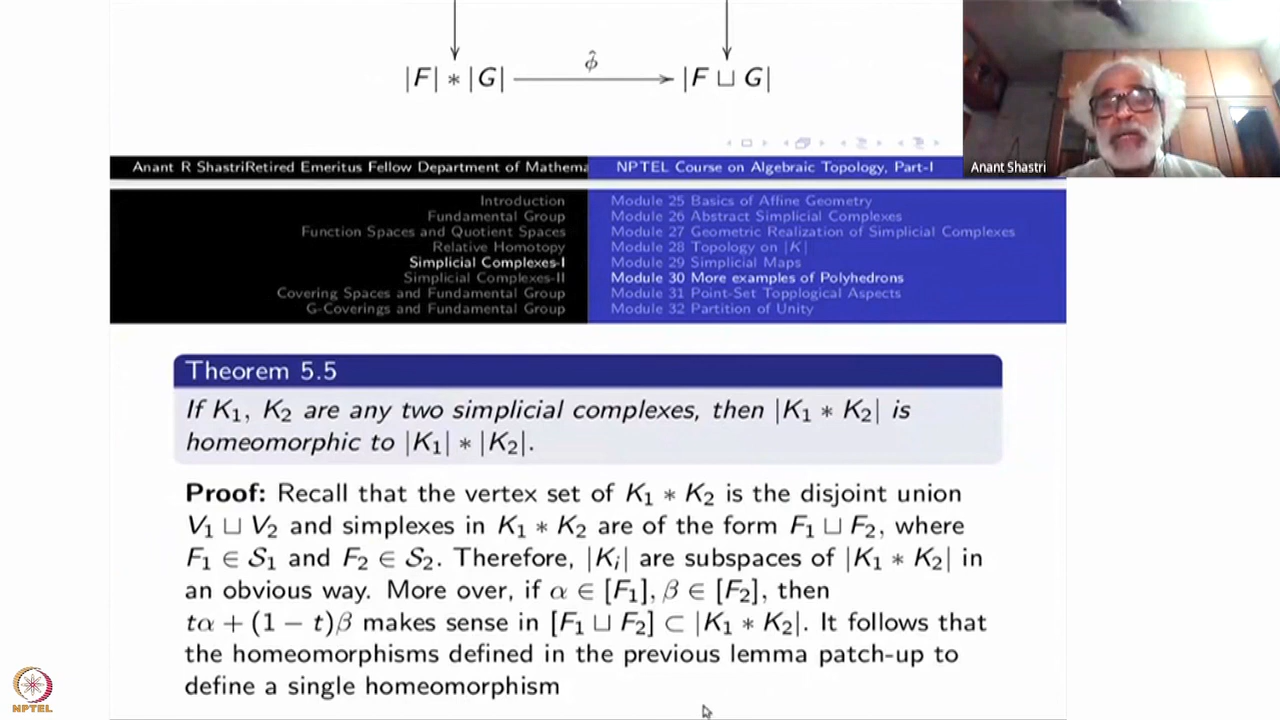 |F| ∗ |G|
ϕ̂
|F ⊔ G|
Anant Shastri
Anant R ShastriRetired Emeritus Fellow Department of Mathema
NPTEL Course on Algebraic Topology, Part-I
Introduction
Fundamental Group
Function Spaces and Quotient Spaces
Relative Homotopy
Simplicial Complexes-I
Simplicial Complexes-II
Covering Spaces and Fundamental Group
G-Coverings and Fundamental Group
Module 25 Basics of Affine Geometry
Module 26 Abstract Simplicial Complexes
Module 27 Geometric Realization of Simplicial Complexes
Module 28 Topology on |K|
Module 29 Simplicial Maps
Module 30 More examples of Polyhedrons
Module 31 Point-Set Topplogical Aspects
Module 32 Partition of Unity
Theorem 5.5
If K₁, K₂ are any two simplicial complexes, then |K₁ ∗ K₂| is
homeomorphic to |K₁| ∗ |K₂|.
Proof: Recall that the vertex set of K₁ ∗ K₂ is the disjoint union
V₁ ⊔ V₂ and simplexes in K₁ ∗ K₂ are of the form F₁ ⊔ F₂, where
F₁ ∈ S₁ and F₂ ∈ S₂. Therefore, |Kᵢ| are subspaces of |K₁ ∗ K₂| in
an obvious way. More over, if α ∈ [F₁], β ∈ [F₂], then
tα + (1 − t)β makes sense in [F₁ ⊔ F₂] ⊂ |K₁ ∗ K₂|. It follows that
the homeomorphisms defined in the previous lemma patch-up to
define a single homeomorphism
NPTEL